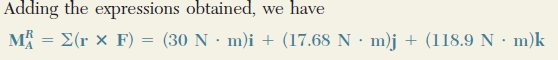 Adding the expressions obtained, we have
M_A^R = Σ(r × F) = (30 N · m)i + (17.68 N · m)j + (118.9 N · m)k